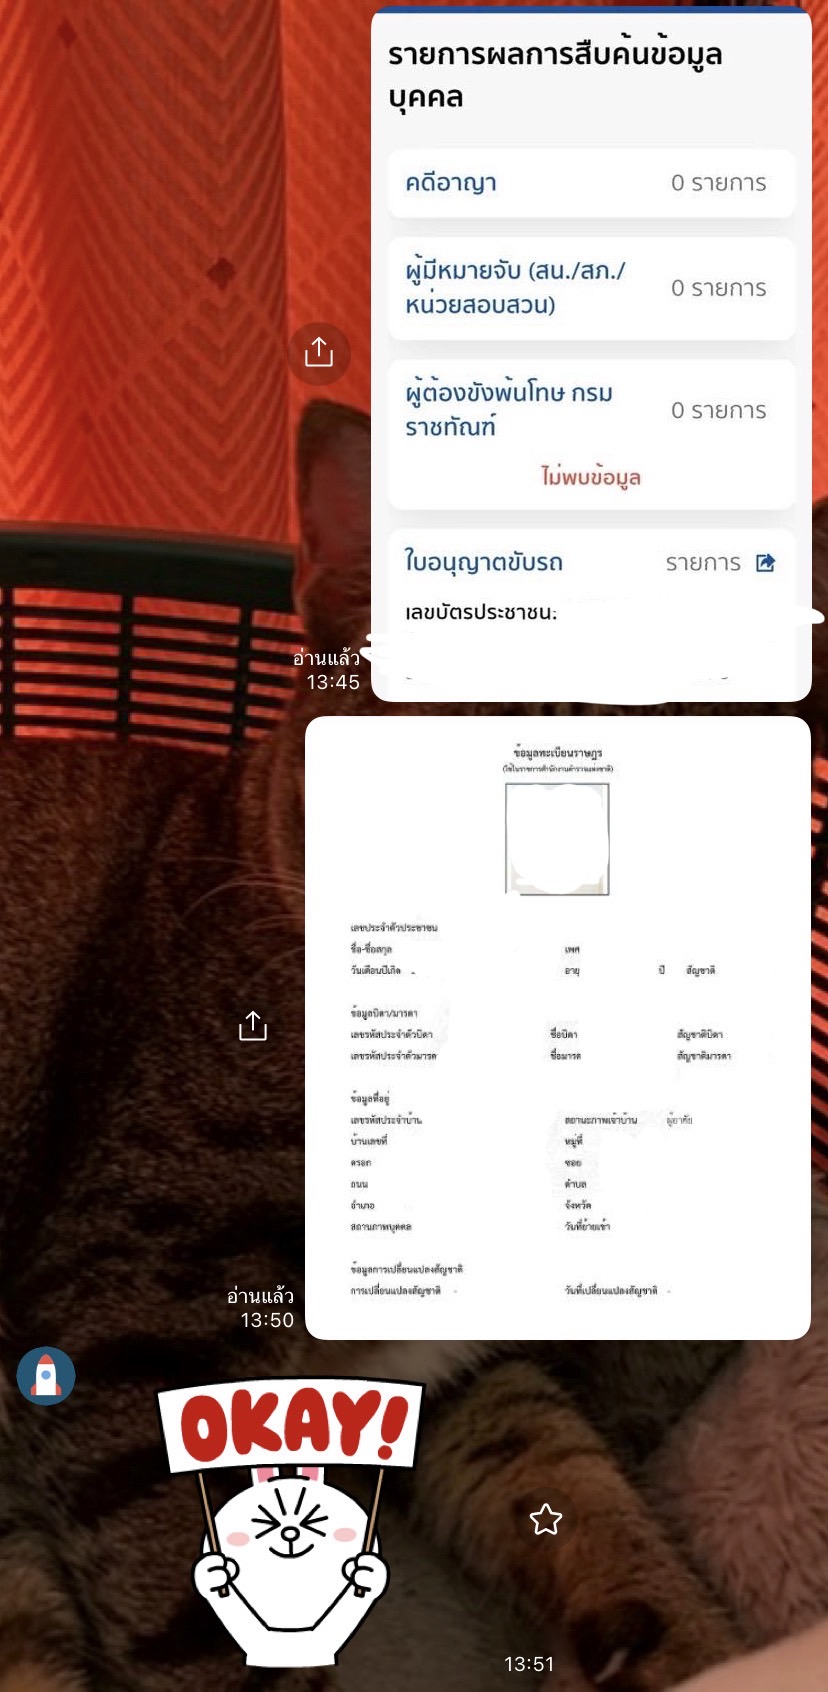 รายการผลการสืบค้นข้อมูล
บุคคล
คดีอาญา 0 รายการ
ผู้มีหมายจับ (สน./สภ./
หน่วยสอบสวน) 0 รายการ
ผู้ต้องขังพ้นโทษ กรม
ราชทัณฑ์ 0 รายการ
ไม่พบข้อมูล
ใบอนุญาตขับรถ รายการ
เลขบัตรประชาชน:
อ่านแล้ว
13:45
ข้อมูลทะเบียนราษฎร
(ใช้ในราชการสำนักงานตำรวจแห่งชาติ)
เลขประจำตัวประชาชน
ชื่อ-ชื่อสกุล เพศ
วันเดือนปีเกิด - อายุ ปี สัญชาติ
ข้อมูลบิดา/มารดา
เลขรหัสประจำตัวบิดา ชื่อบิดา สัญชาติบิดา
เลขรหัสประจำตัวมารด ชื่อมารด สัญชาติมารดา
ข้อมูลที่อยู่
เลขรหัสประจำบ้าน สถานะภาพเจ้าบ้าน ผู้อาศัย
บ้านเลขที่ หมู่ที่
ตรอก ซอย
ถนน ตำบล
อำเภอ จังหวัด
สถานภาพบุคคล วันที่ย้ายเข้า
ข้อมูลการเปลี่ยนแปลงสัญชาติ
การเปลี่ยนแปลงสัญชาติ - วันที่เปลี่ยนแปลงสัญชาติ -
อ่านแล้ว
13:50
OKAY!
13:51